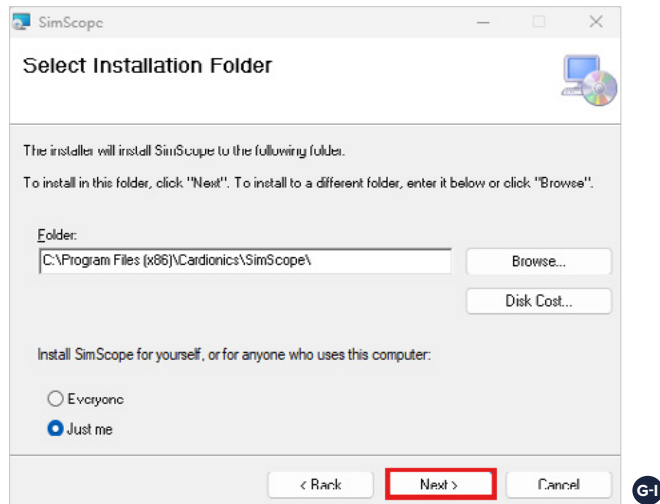 SimScope
Select Installation Folder
The installer will install SimScope to the following folder.
To install in this folder, click "Next". To install to a different folder, enter it below or click "Browse".
Folder:
C:\Program Files (x86)\Cardionics\SimScope\
Browse...
Disk Cost...
Install SimScope for yourself, or for anyone who uses this computer:
Everyone
Just me
< Back
Next >
Cancel
G-I